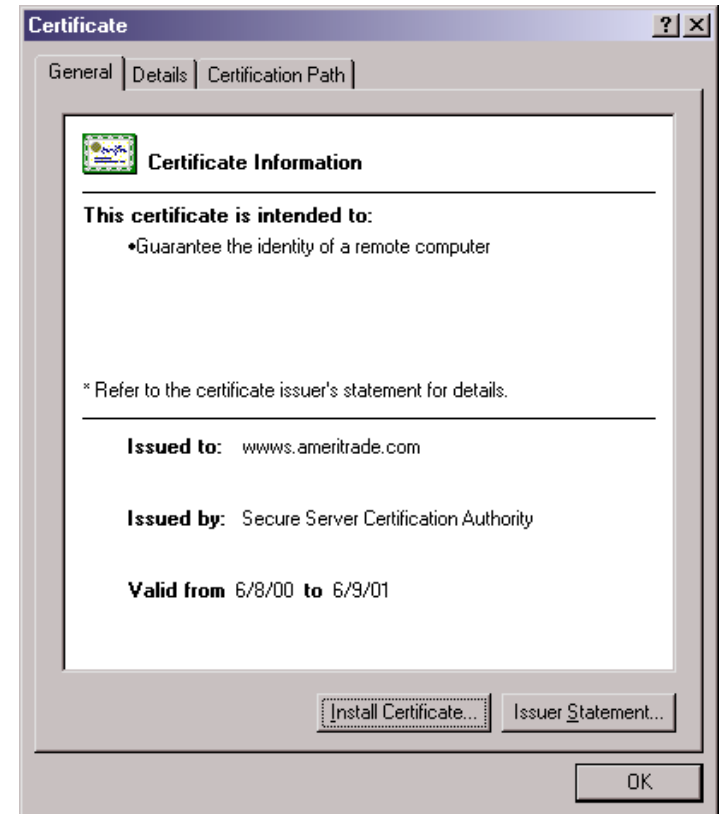 Certificate
? ×
General Details Certification Path
Certificate Information
This certificate is intended to:
•Guarantee the identity of a remote computer
* Refer to the certificate issuer's statement for details.
Issued to: wwws.ameritrade.com
Issued by: Secure Server Certification Authority
Valid from 6/8/00 to 6/9/01
Install Certificate... Issuer Statement...
OK